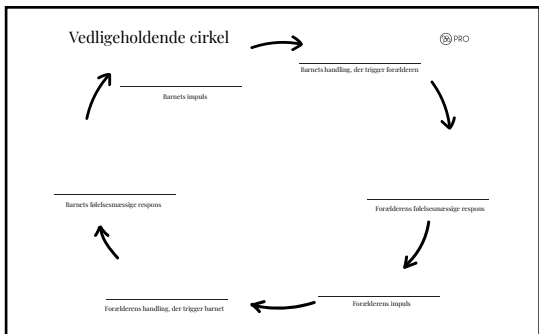 Vedligeholdende cirkel
PRO
Barnets handling, der trigger forælderen
Barnets impuls
Barnets følelsesmæssige respons
Forælderens følelsesmæssige respons
Forælderens impuls
Forælderens handling, der trigger barnet